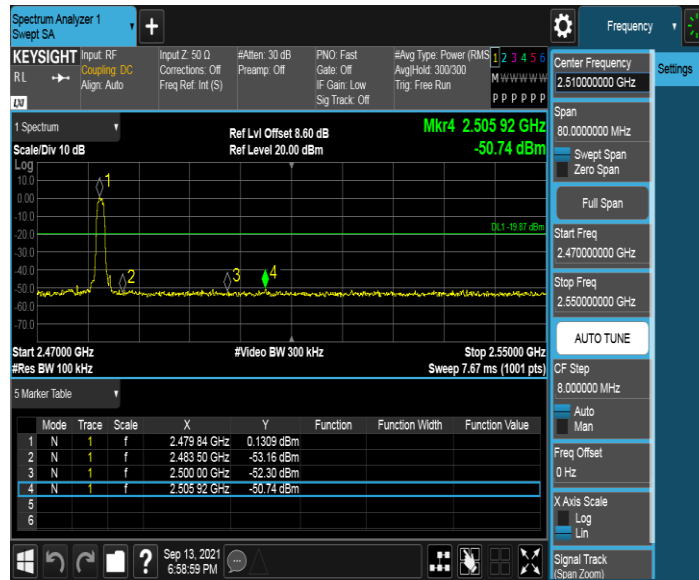 Spectrum Analyzer 1
Swept SA
Frequency
KEYSIGHT
RL
LXI
Input: RF
Coupling: DC
Align: Auto
Input Z: 50 Ω
Corrections: Off
Freq Ref: Int (S)
#Atten: 30 dB
Preamp: Off
PNO: Fast
Gate: Off
IF Gain: Low
Sig Track: Off
#Avg Type: Power (RMS
Avg|Hold: 300/300
Trig: Free Run
1 2 3 4 5 6
M W W W W W
P P P P P P
Center Frequency
2.510000000 GHz
Settings
Span
80.0000000 MHz
Swept Span
Zero Span
Full Span
Start Freq
2.470000000 GHz
Stop Freq
2.550000000 GHz
AUTO TUNE
CF Step
8.000000 MHz
Auto
Man
Freq Offset
0 Hz
X Axis Scale
Log
Lin
Signal Track
(Span Zoom)
1 Spectrum
Scale/Div 10 dB
Ref Lvl Offset 8.60 dB
Ref Level 20.00 dBm
Mkr4 2.505 92 GHz
-50.74 dBm
Log
10.0
0.00
-10.0
-20.0
-30.0
-40.0
-50.0
-60.0
-70.0
1
2
3
4
DL1 -19.87 dBm
Start 2.47000 GHz
#Video BW 300 kHz
Stop 2.55000 GHz
#Res BW 100 kHz
Sweep 7.67 ms (1001 pts)
5 Marker Table
Mode Trace Scale X Y Function Function Width Function Value
1 N 1 f 2.479 84 GHz 0.1309 dBm
2 N 1 f 2.483 50 GHz -53.16 dBm
3 N 1 f 2.500 00 GHz -52.30 dBm
4 N 1 f 2.505 92 GHz -50.74 dBm
5
6
?
Sep 13, 2021
6:58:59 PM